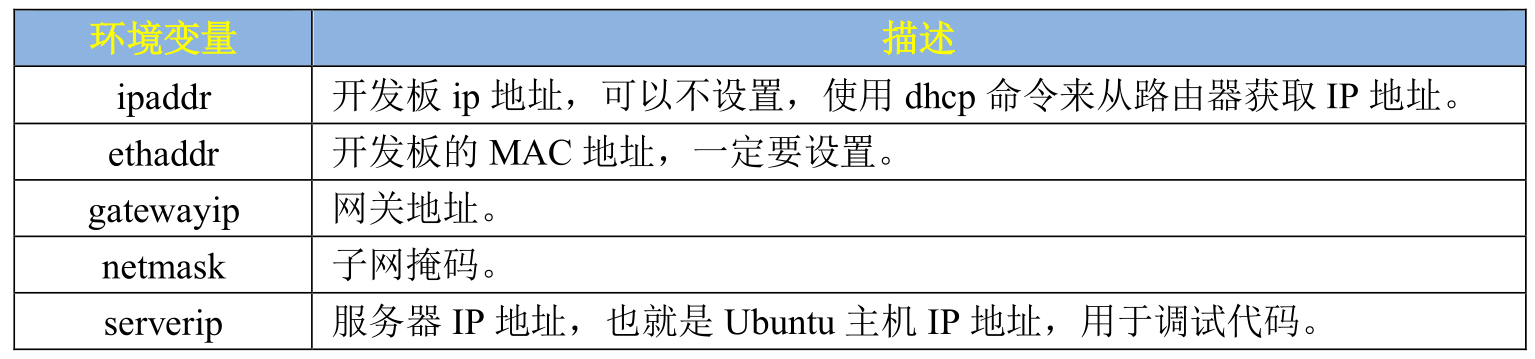 环境变量 描述
ipaddr 开发板 ip 地址，可以不设置，使用 dhcp 命令来从路由器获取 IP 地址。
ethaddr 开发板的 MAC 地址，一定要设置。
gatewayip 网关地址。
netmask 子网掩码。
serverip 服务器 IP 地址，也就是 Ubuntu 主机 IP 地址，用于调试代码。